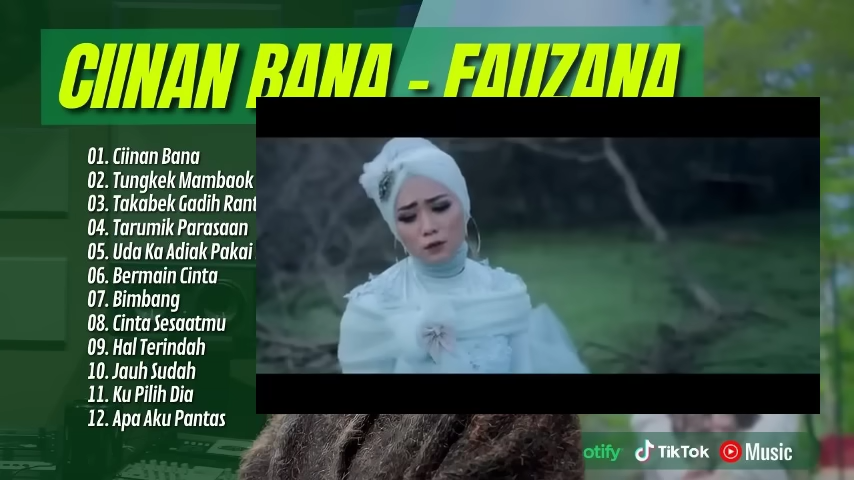 CIINAN BANA - FAUZANA
01. Ciinan Bana
02. Tungkek Mambaok
03. Takabek Gadih
04. Tarumik Parasaan
05. Uda Ka Adiak Pakai
06. Bermain Cinta
07. Bimbang
08. Cinta Sesaatmu
09. Hal Terindah
10. Jauh Sudah
11. Ku Pilih Dia
12. Apa Aku Pantas
otify TikTok Music